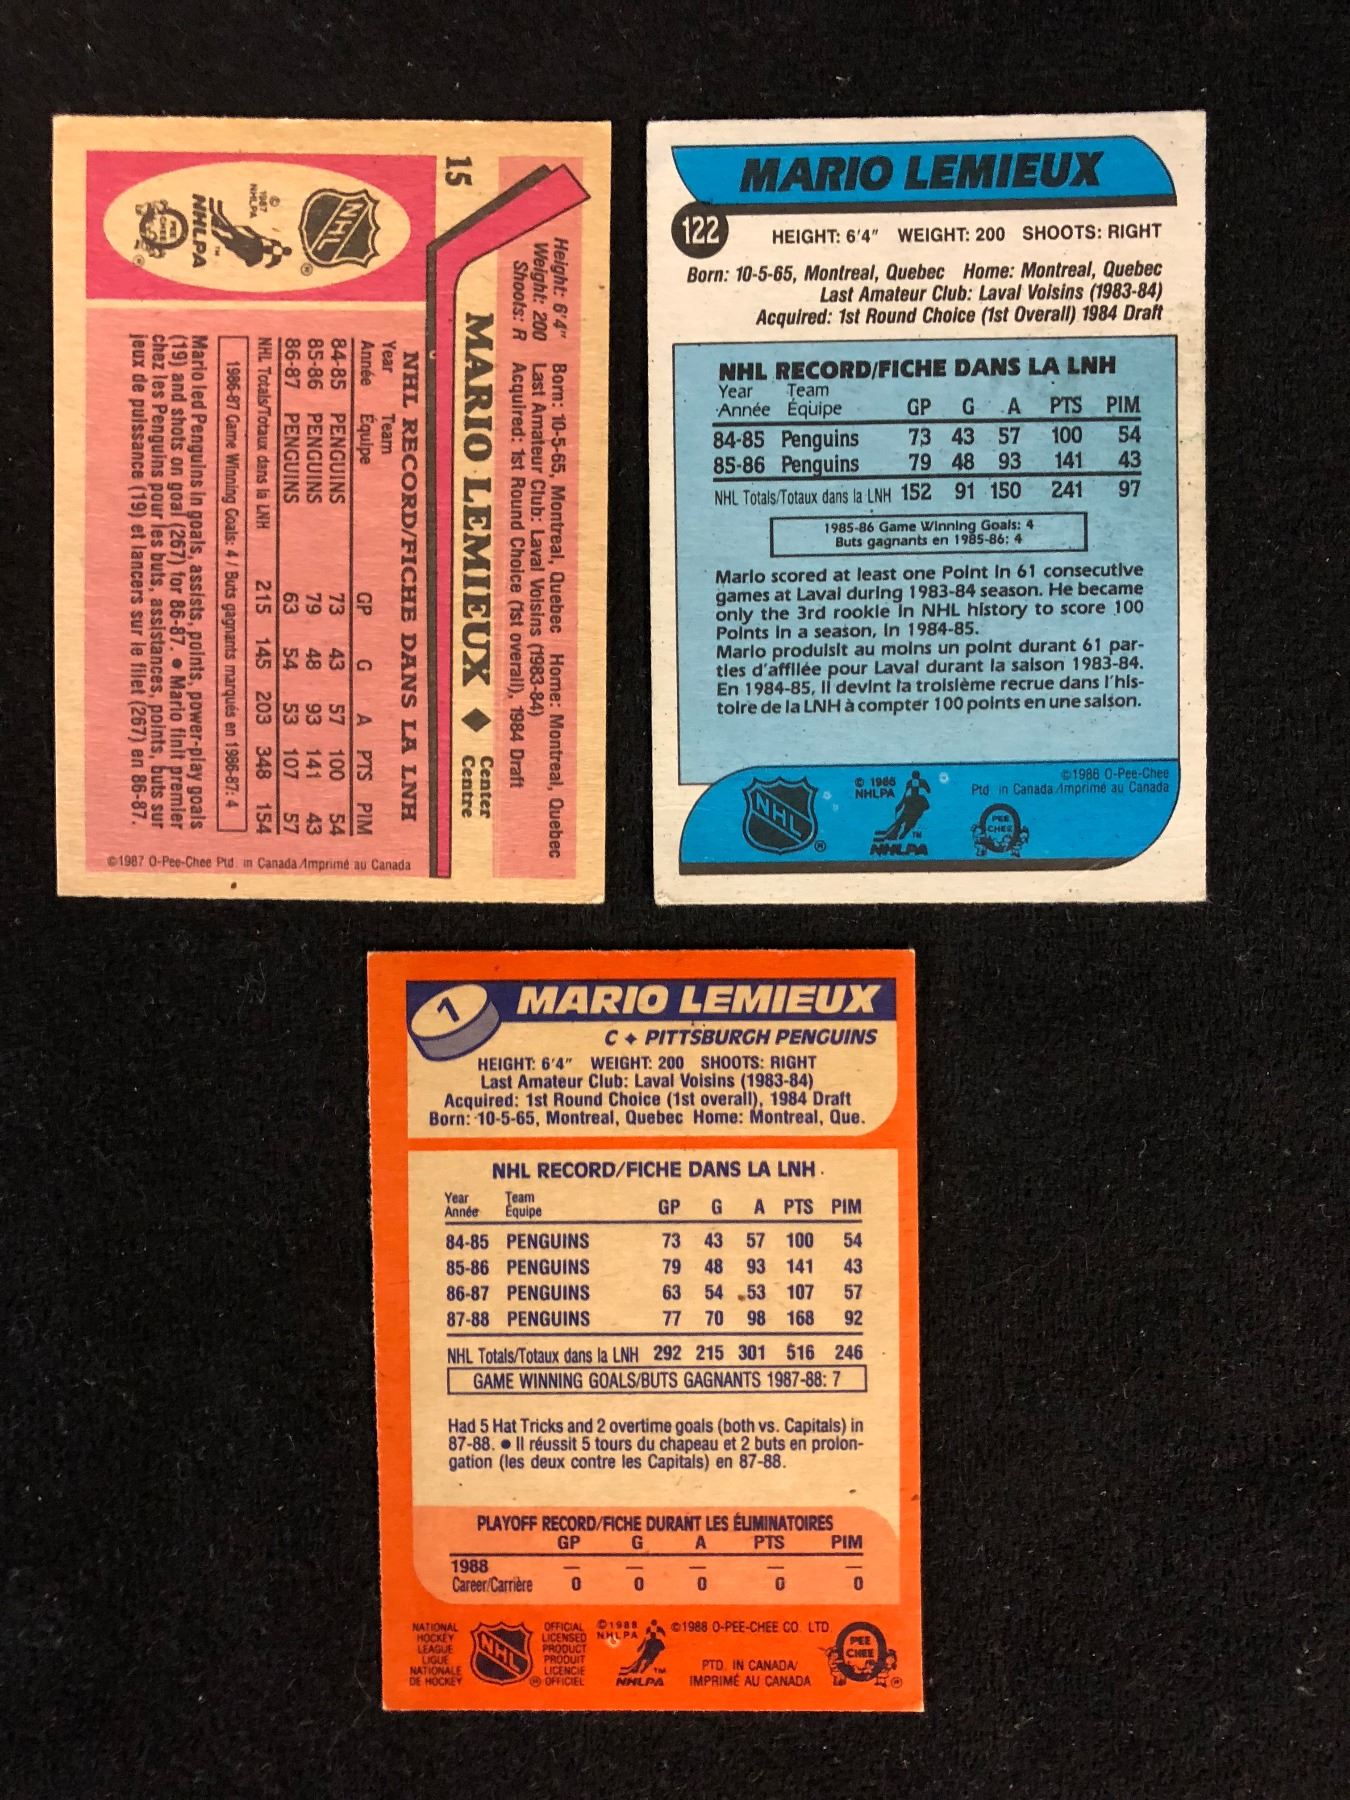 15
Height: 6'4" Born: 10-5-65, Montreal, Quebec Home: Montreal, Quebec
Weight: 200 Last Amateur Club: Laval Voisins (1983-84)
Shoots: R Acquired: 1st Round Choice (1st overall), 1984 Draft
MARIO LEMIEUX ◆ Center
Centre
NHL RECORD/FICHE DANS LA LNH
Year Team
Année Équipe GP G A PTS PIM
84-85 PENGUINS 73 43 57 100 54
85-86 PENGUINS 79 48 93 141 43
86-87 PENGUINS 63 54 53 107 57
NHL Totals/Totaux dans la LNH 215 145 203 348 154
1986-87 Game Winning Goals: 4 / Buts gagnants marqués en 1986-87: 4
Mario led Penguins in goals, assists, points, power-play goals
(19) and shots on goal (267) for 86-87. ● Mario finit premier
chez les Penguins pour les buts, assistances, points, buts sur
jeux de puissance (19) et lancers sur le filet (267) en 86-87.
NHL ®
© 1987 NHLPA
NHLPA ™
PEE CHEE ®
©1987 O-Pee-Chee Ptd. in Canada/Imprimé au Canada
MARIO LEMIEUX
122
HEIGHT: 6'4" WEIGHT: 200 SHOOTS: RIGHT
Born: 10-5-65, Montreal, Quebec Home: Montreal, Quebec
Last Amateur Club: Laval Voisins (1983-84)
Acquired: 1st Round Choice (1st Overall) 1984 Draft
NHL RECORD/FICHE DANS LA LNH
Year Team
Année Équipe GP G A PTS PIM
84-85 Penguins 73 43 57 100 54
85-86 Penguins 79 48 93 141 43
NHL Totals/Totaux dans la LNH 152 91 150 241 97
1985-86 Game Winning Goals: 4
Buts gagnants en 1985-86: 4
Mario scored at least one Point in 61 consecutive
games at Laval during 1983-84 season. He became
only the 3rd rookie in NHL history to score 100
Points in a season, in 1984-85.
Mario produisit au moins un point durant 61 par-
ties d'affilée pour Laval durant la saison 1983-84.
En 1984-85, il devint la troisième recrue dans l'his-
toire de la LNH à compter 100 points en une saison.
NHL ®
© 1986
NHLPA
NHLPA ™
©1986 O-Pee-Chee
Ptd. in Canada/Imprimé au Canada
PEE CHEE
1
MARIO LEMIEUX
C ◆ PITTSBURGH PENGUINS
HEIGHT: 6'4" WEIGHT: 200 SHOOTS: RIGHT
Last Amateur Club: Laval Voisins (1983-84)
Acquired: 1st Round Choice (1st overall), 1984 Draft
Born: 10-5-65, Montreal, Quebec Home: Montreal, Que.
NHL RECORD/FICHE DANS LA LNH
Year Team
Année Équipe GP G A PTS PIM
84-85 PENGUINS 73 43 57 100 54
85-86 PENGUINS 79 48 93 141 43
86-87 PENGUINS 63 54 53 107 57
87-88 PENGUINS 77 70 98 168 92
NHL Totals/Totaux dans la LNH 292 215 301 516 246
GAME WINNING GOALS/BUTS GAGNANTS 1987-88: 7
Had 5 Hat Tricks and 2 overtime goals (both vs. Capitals) in
87-88. ● Il réussit 5 tours du chapeau et 2 buts en prolon-
gation (les deux contre les Capitals) en 87-88.
PLAYOFF RECORD/FICHE DURANT LES ÉLIMINATOIRES
GP G A PTS PIM
1988 — — — — —
Career/Carrière 0 0 0 0 0
NATIONAL
HOCKEY
LEAGUE
LIGUE
NATIONALE
DE HOCKEY
NHL ®
OFFICIAL
LICENSED
PRODUCT
PRODUIT
LICENCIE
OFFICIEL
©1988
NHLPA
NHLPA ™
©1988 O-PEE-CHEE CO. LTD.
PTD. IN CANADA/
IMPRIMÉ AU CANADA
PEE CHEE ®